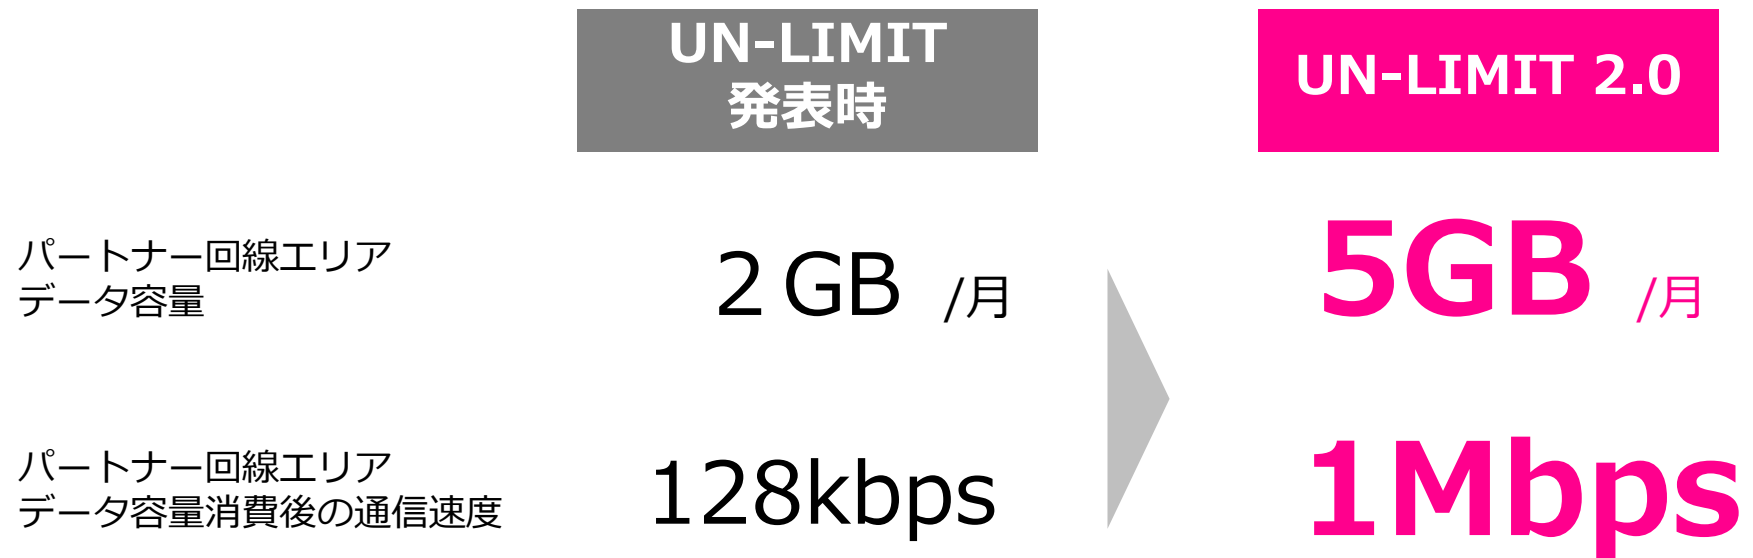 UN-LIMIT
発表時
UN-LIMIT 2.0
パートナー回線エリア
データ容量
2 GB /月
5GB /月
パートナー回線エリア
データ容量消費後の通信速度
128kbps
1Mbps